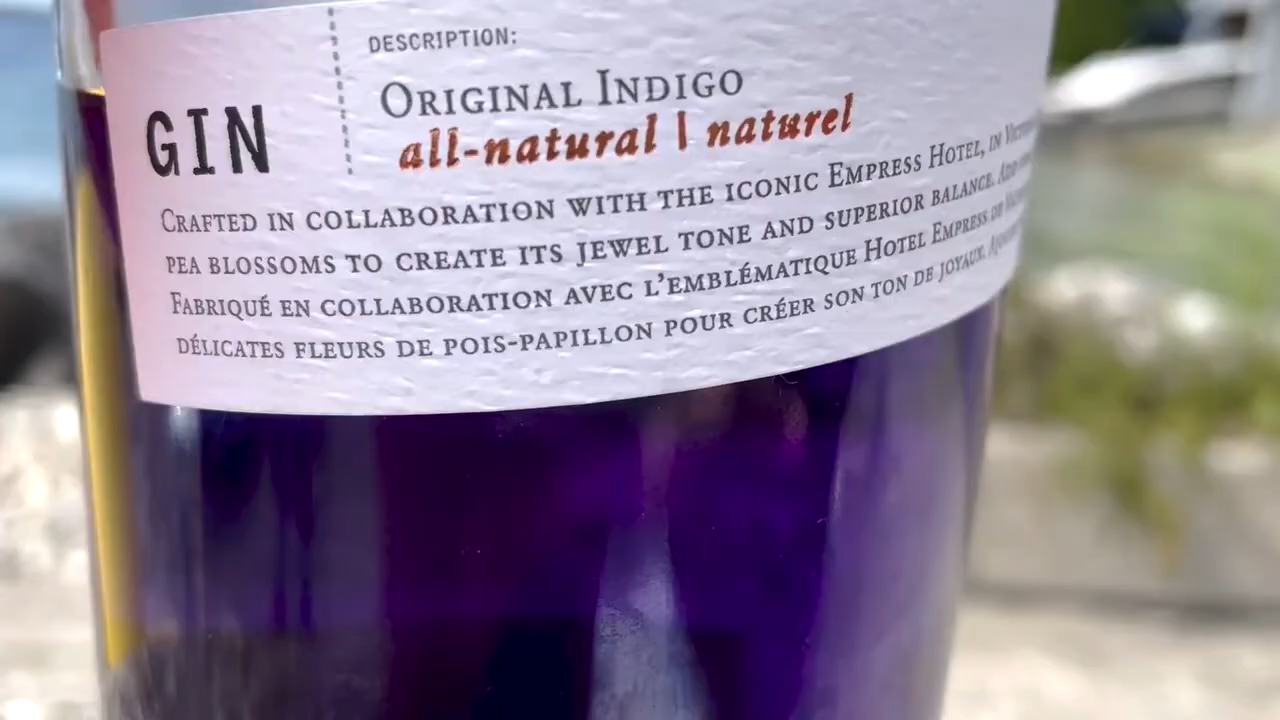 GIN
DESCRIPTION:
ORIGINAL INDIGO
all-natural | naturel
CRAFTED IN COLLABORATION WITH THE ICONIC EMPRESS HOTEL, IN
PEA BLOSSOMS TO CREATE ITS JEWEL TONE AND SUPERIOR BALANCE.
FABRIQUÉ EN COLLABORATION AVEC L'EMBLÉMATIQUE HOTEL EMPRESS DE
DÉLICATES FLEURS DE POIS-PAPILLON POUR CRÉER SON TON DE JOYAUX.